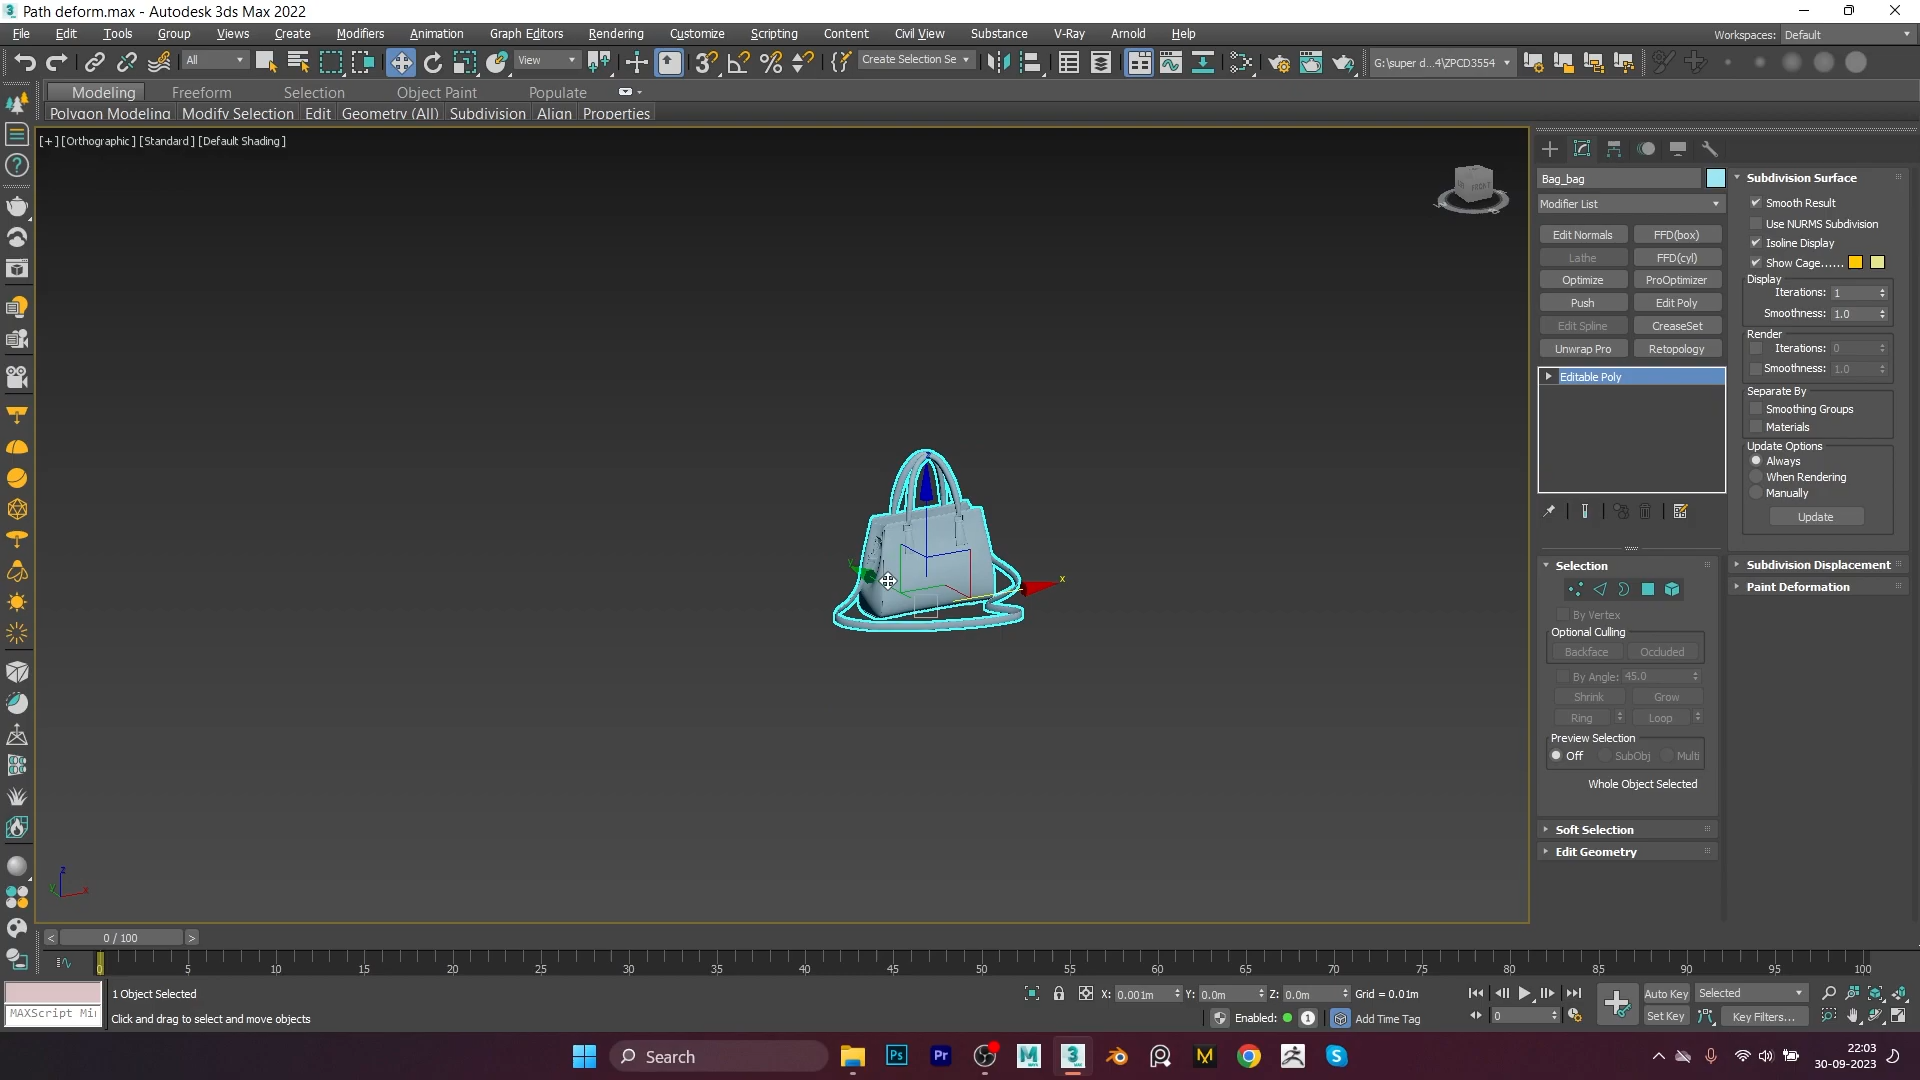 Path deform.max - Autodesk 3ds Max 2022
File Edit Tools Group Views Create Modifiers Animation Graph Editors Rendering Customize Scripting Content Civil View Substance V-Ray Arnold Help
Workspaces: Default
All
View
Create Selection Se
G:\super d...4\ZPCD3554
Modeling Freeform Selection Object Paint Populate
Polygon Modeling Modify Selection Edit Geometry (All) Subdivision Align Properties
[+] [Orthographic] [Standard] [Default Shading]
FRONT
z
y
x
z
y
x
Bag_bag
Modifier List
Edit Normals FFD(box)
Lathe FFD(cyl)
Optimize ProOptimizer
Push Edit Poly
Edit Spline CreaseSet
Unwrap Pro Retopology
Editable Poly
Selection
By Vertex
Optional Culling
Backface Occluded
By Angle: 45.0
Shrink Grow
Ring Loop
Preview Selection
Off SubObj Multi
Whole Object Selected
Soft Selection
Edit Geometry
Subdivision Surface
Smooth Result
Use NURMS Subdivision
Isoline Display
Show Cage......
Display
Iterations: 1
Smoothness: 1.0
Render
Iterations: 0
Smoothness: 1.0
Separate By
Smoothing Groups
Materials
Update Options
Always
When Rendering
Manually
Update
Subdivision Displacement
Paint Deformation
< 0 / 100 >
0 5 10 15 20 25 30 35 40 45 50 55 60 65 70 75 80 85 90 95 100
1 Object Selected
X: 0.001m Y: 0.0m Z: 0.0m Grid = 0.01m
Auto Key Selected
MAXScript Mi
Click and drag to select and move objects
Enabled: 1 Add Time Tag
0
Set Key Key Filters...
Search
Ps Pr M 3
22:03
30-09-2023